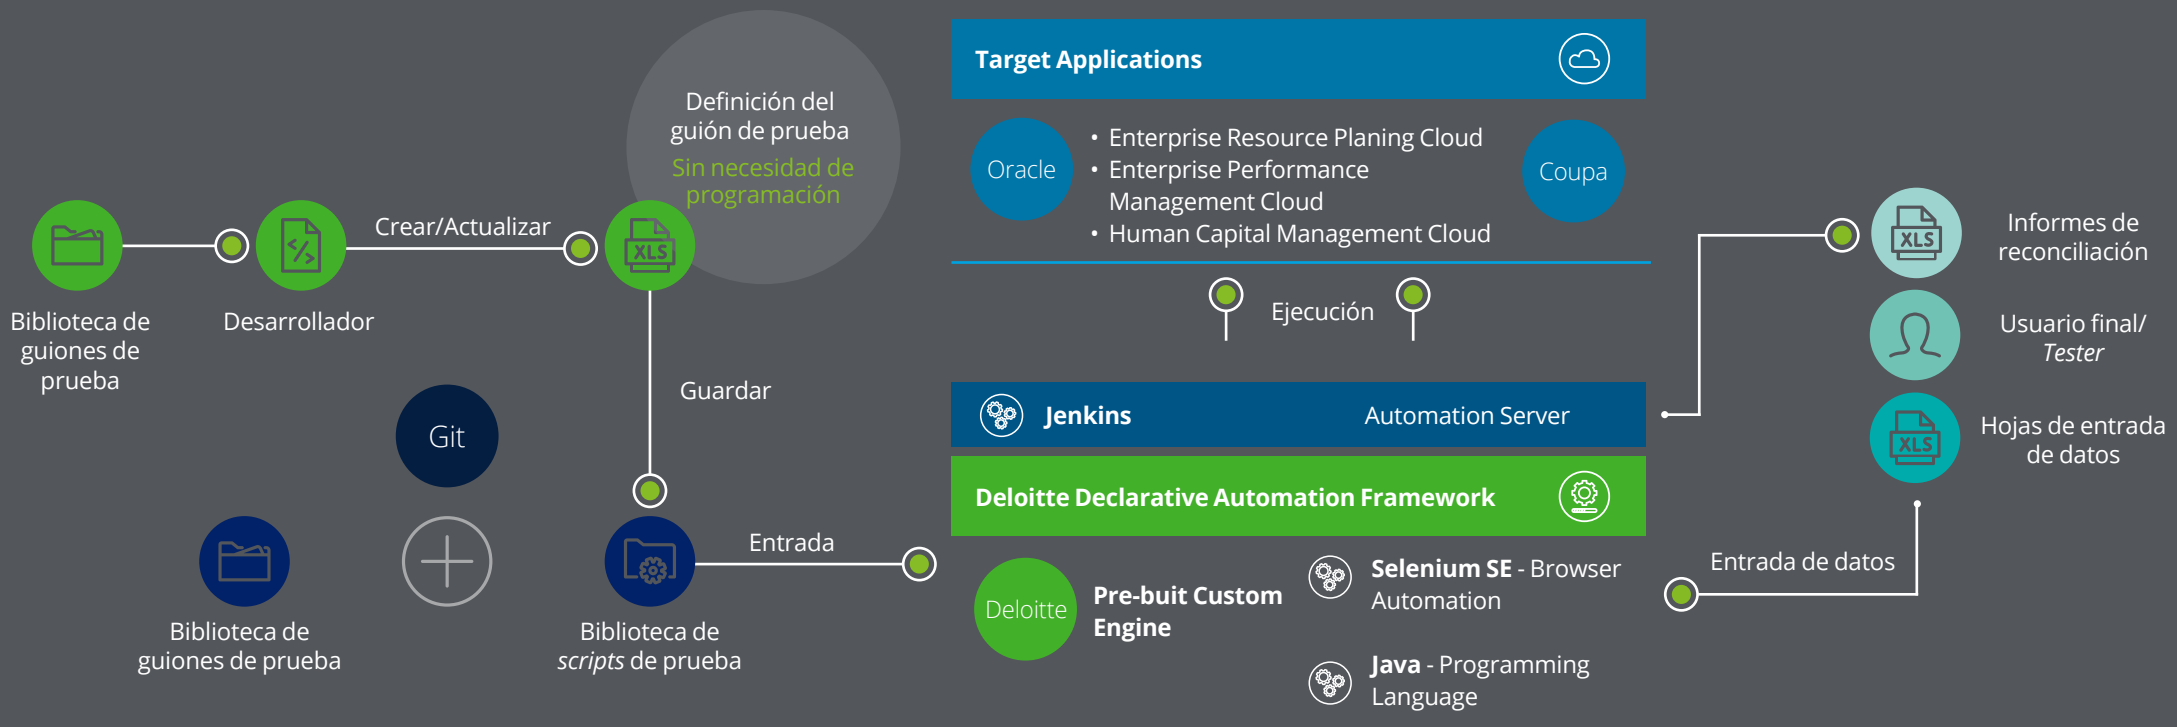 Biblioteca de
guiones de
prueba
Desarrollador
Crear/Actualizar
Definición del
guión de prueba
Sin necesidad de
programación
XLS
Guardar
Git
Biblioteca de
guiones de prueba
Biblioteca de
scripts de prueba
Entrada
Target Applications
Oracle
• Enterprise Resource Planing Cloud
• Enterprise Performance
Management Cloud
• Human Capital Management Cloud
Coupa
Ejecución
Jenkins
Automation Server
Deloitte Declarative Automation Framework
Deloitte
Pre-buit Custom
Engine
Selenium SE - Browser
Automation
Java - Programming
Language
XLS
Informes de
reconciliación
Usuario final/
Tester
XLS
Hojas de entrada
de datos
Entrada de datos